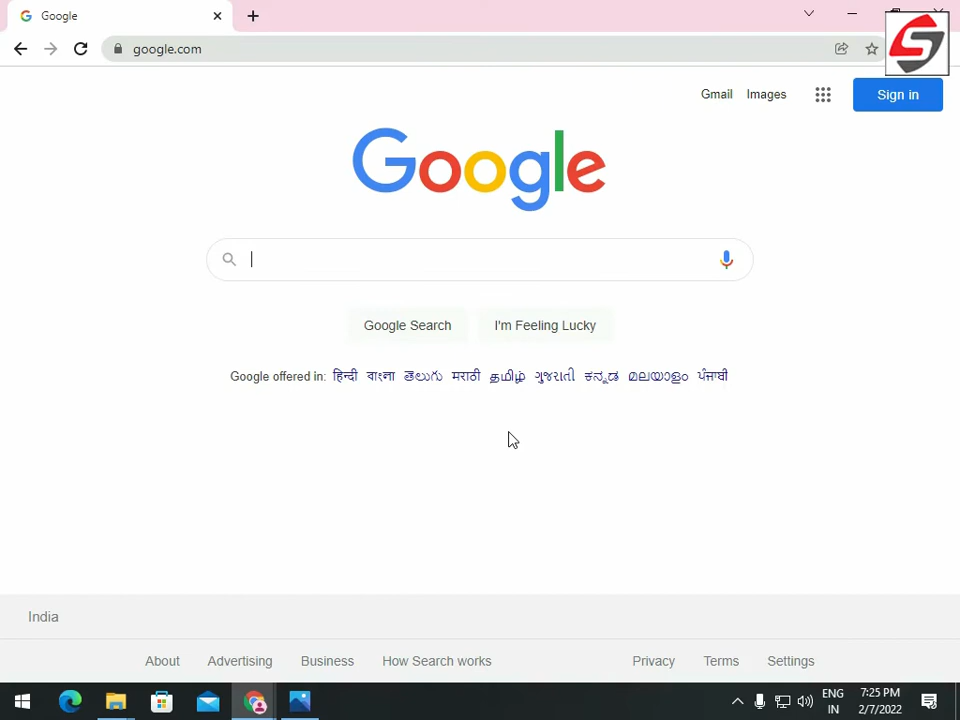 Google
google.com
Gmail Images Sign in
Google
Google Search I'm Feeling Lucky
Google offered in: हिन्दी বাংলা తెలుగు मराठी தமிழ் ગુજરાતી ಕನ್ನಡ മലയാളം ਪੰਜਾਬੀ
India
About Advertising Business How Search works Privacy Terms Settings
ENG 7:25 PM
IN 2/7/2022